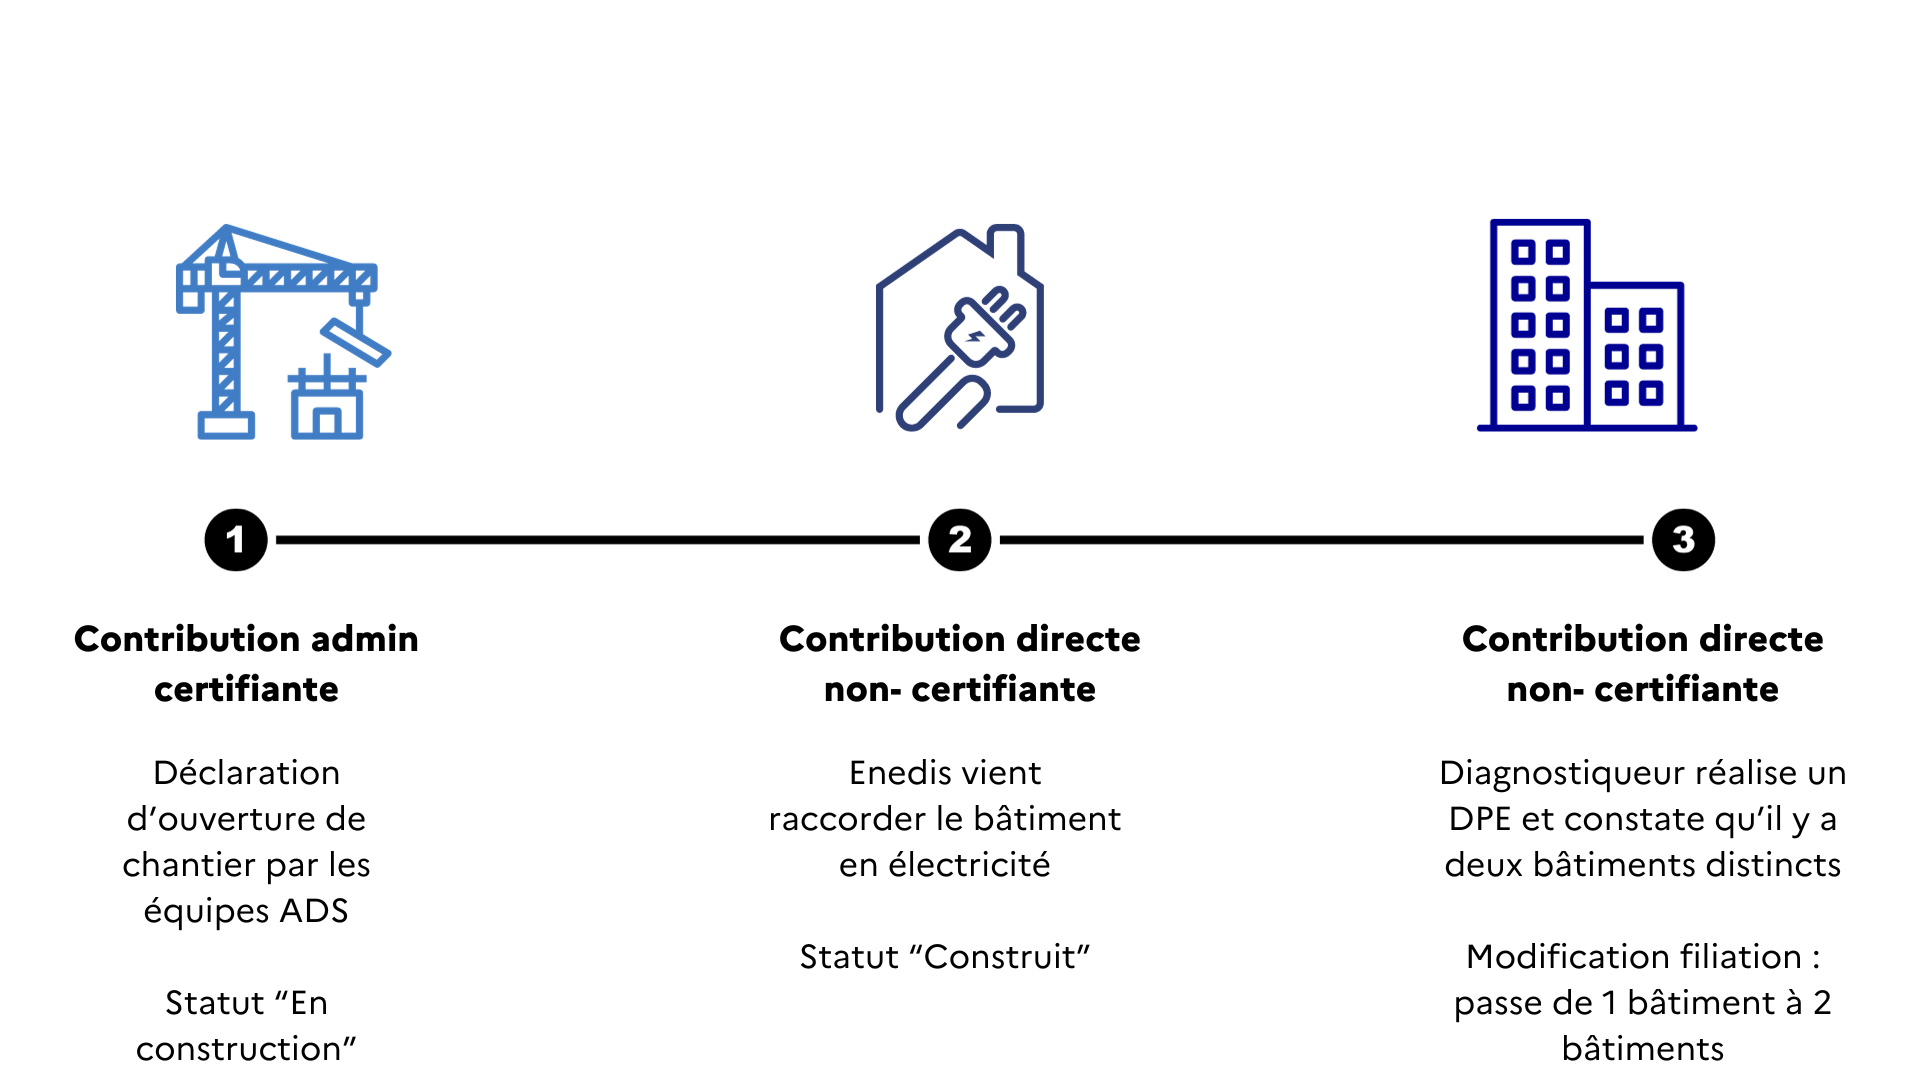 1
2
3
Contribution admin
certifiante
Déclaration
d’ouverture de
chantier par les
équipes ADS
Statut “En
construction”
Contribution directe
non- certifiante
Enedis vient
raccorder le bâtiment
en électricité
Statut “Construit”
Contribution directe
non- certifiante
Diagnostiqueur réalise un
DPE et constate qu’il y a
deux bâtiments distincts
Modification filiation :
passe de 1 bâtiment à 2
bâtiments